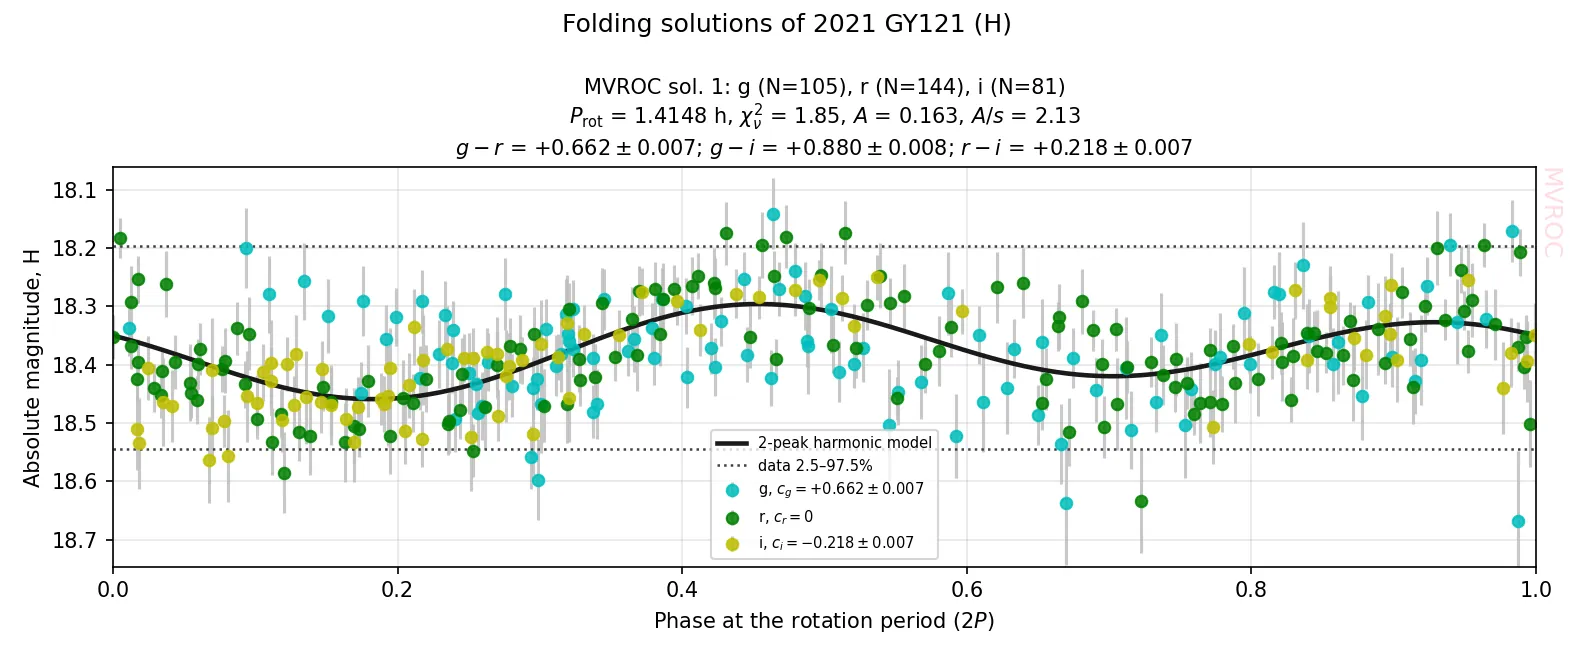 Folding solutions of 2021 GY121 (H)
MVROC sol. 1: g (N=105), r (N=144), i (N=81)
P_rot = 1.4148 h, χ²_ν = 1.85, A = 0.163, A/s = 2.13
g − r = +0.662 ± 0.007; g − i = +0.880 ± 0.008; r − i = +0.218 ± 0.007
MVROC
Absolute magnitude, H
18.1
18.2
18.3
18.4
18.5
18.6
18.7
2-peak harmonic model
data 2.5–97.5%
g, c_g = +0.662 ± 0.007
r, c_r = 0
i, c_i = −0.218 ± 0.007
0.0 0.2 0.4 0.6 0.8 1.0
Phase at the rotation period (2P)